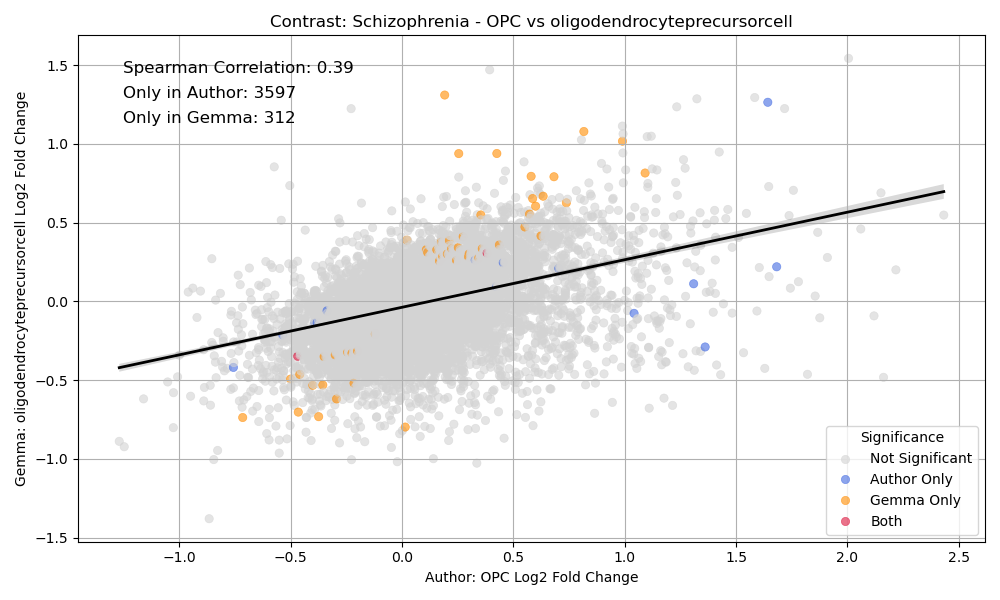 Contrast: Schizophrenia - OPC vs oligodendrocyteprecursorcell
Spearman Correlation: 0.39
Only in Author: 3597
Only in Gemma: 312
Gemma: oligodendrocyteprecursorcell Log2 Fold Change
1.5
1.0
0.5
0.0
−0.5
−1.0
−1.5
Significance
Not Significant
Author Only
Gemma Only
Both
−1.0 −0.5 0.0 0.5 1.0 1.5 2.0 2.5
Author: OPC Log2 Fold Change